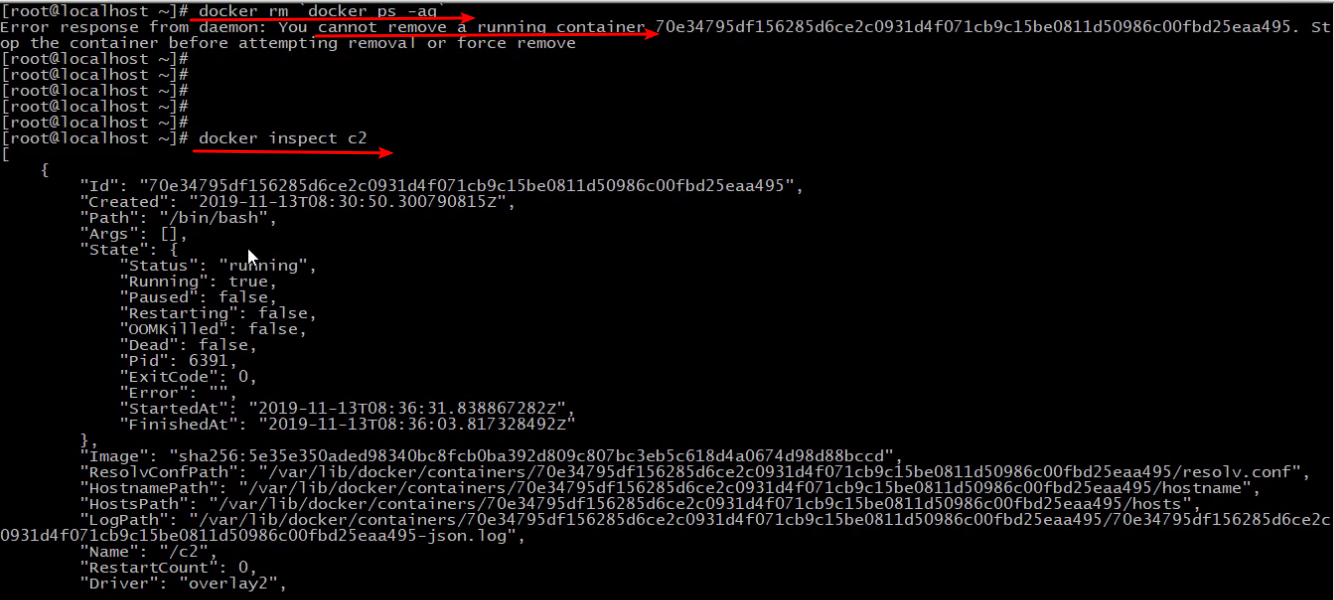 [root@localhost ~]# docker rm `docker ps -aq`
Error response from daemon: You cannot remove a running container 70e34795df156285d6ce2c0931d4f071cb9c15be0811d50986c00fbd25eaa495. St
op the container before attempting removal or force remove
[root@localhost ~]#
[root@localhost ~]#
[root@localhost ~]#
[root@localhost ~]#
[root@localhost ~]#
[root@localhost ~]# docker inspect c2
[
    {
        "Id": "70e34795df156285d6ce2c0931d4f071cb9c15be0811d50986c00fbd25eaa495",
        "Created": "2019-11-13T08:30:50.300790815Z",
        "Path": "/bin/bash",
        "Args": [],
        "State": {
            "Status": "running",
            "Running": true,
            "Paused": false,
            "Restarting": false,
            "OOMKilled": false,
            "Dead": false,
            "Pid": 6391,
            "ExitCode": 0,
            "Error": "",
            "StartedAt": "2019-11-13T08:36:31.838867282Z",
            "FinishedAt": "2019-11-13T08:36:03.817328492Z"
        },
        "Image": "sha256:5e35e350aded98340bc8fcb0ba392d809c807bc3eb5c618d4a0674d98d88bccd",
        "ResolvConfPath": "/var/lib/docker/containers/70e34795df156285d6ce2c0931d4f071cb9c15be0811d50986c00fbd25eaa495/resolv.conf",
        "HostnamePath": "/var/lib/docker/containers/70e34795df156285d6ce2c0931d4f071cb9c15be0811d50986c00fbd25eaa495/hostname",
        "HostsPath": "/var/lib/docker/containers/70e34795df156285d6ce2c0931d4f071cb9c15be0811d50986c00fbd25eaa495/hosts",
        "LogPath": "/var/lib/docker/containers/70e34795df156285d6ce2c0931d4f071cb9c15be0811d50986c00fbd25eaa495/70e34795df156285d6ce2c
0931d4f071cb9c15be0811d50986c00fbd25eaa495-json.log",
        "Name": "/c2",
        "RestartCount": 0,
        "Driver": "overlay2",